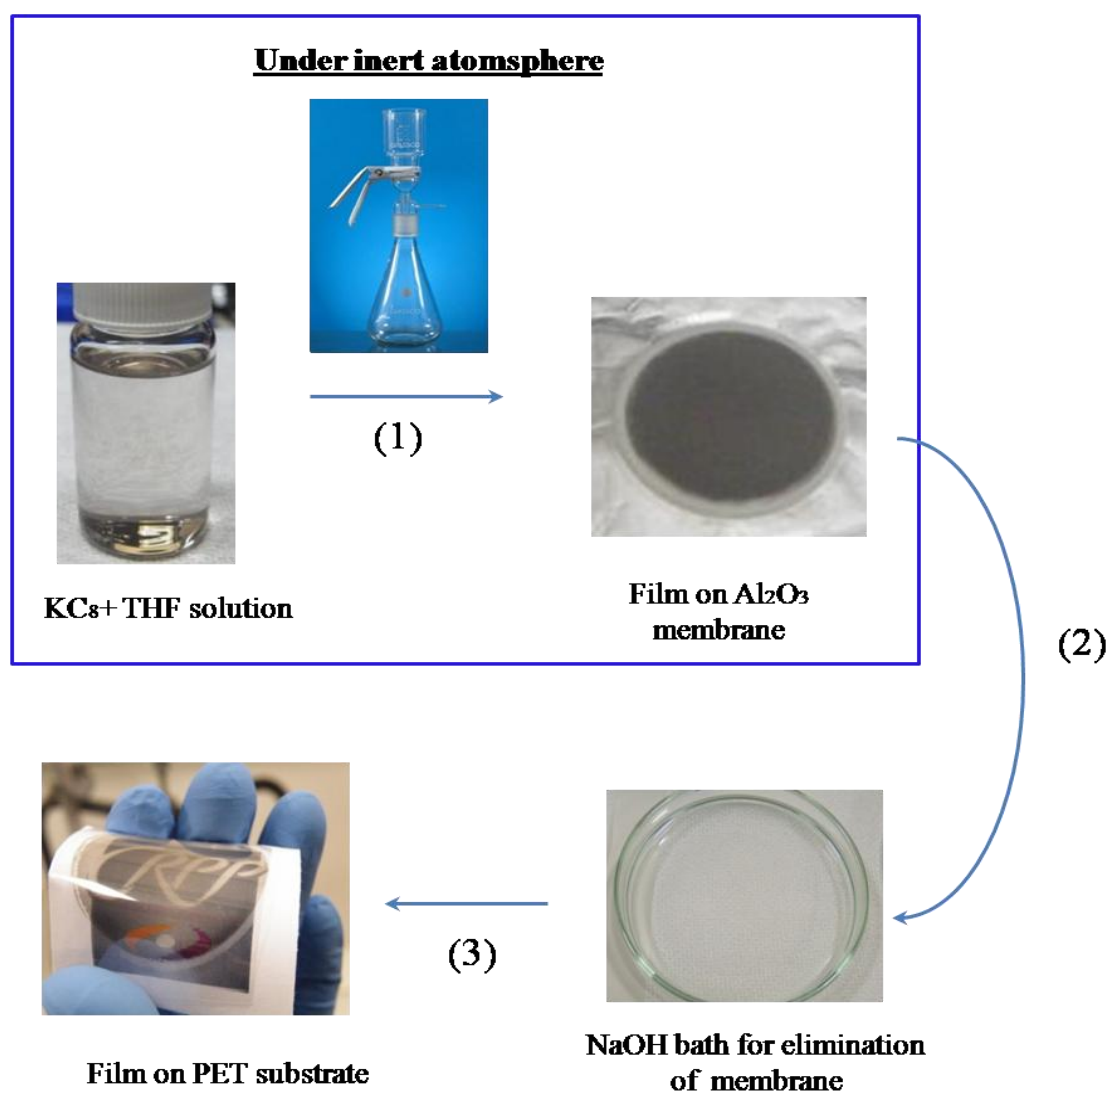 Under inert atomsphere
(1)
KC₈+ THF solution
Film on Al₂O₃
membrane
(2)
(3)
NaOH bath for elimination
of membrane
Film on PET substrate